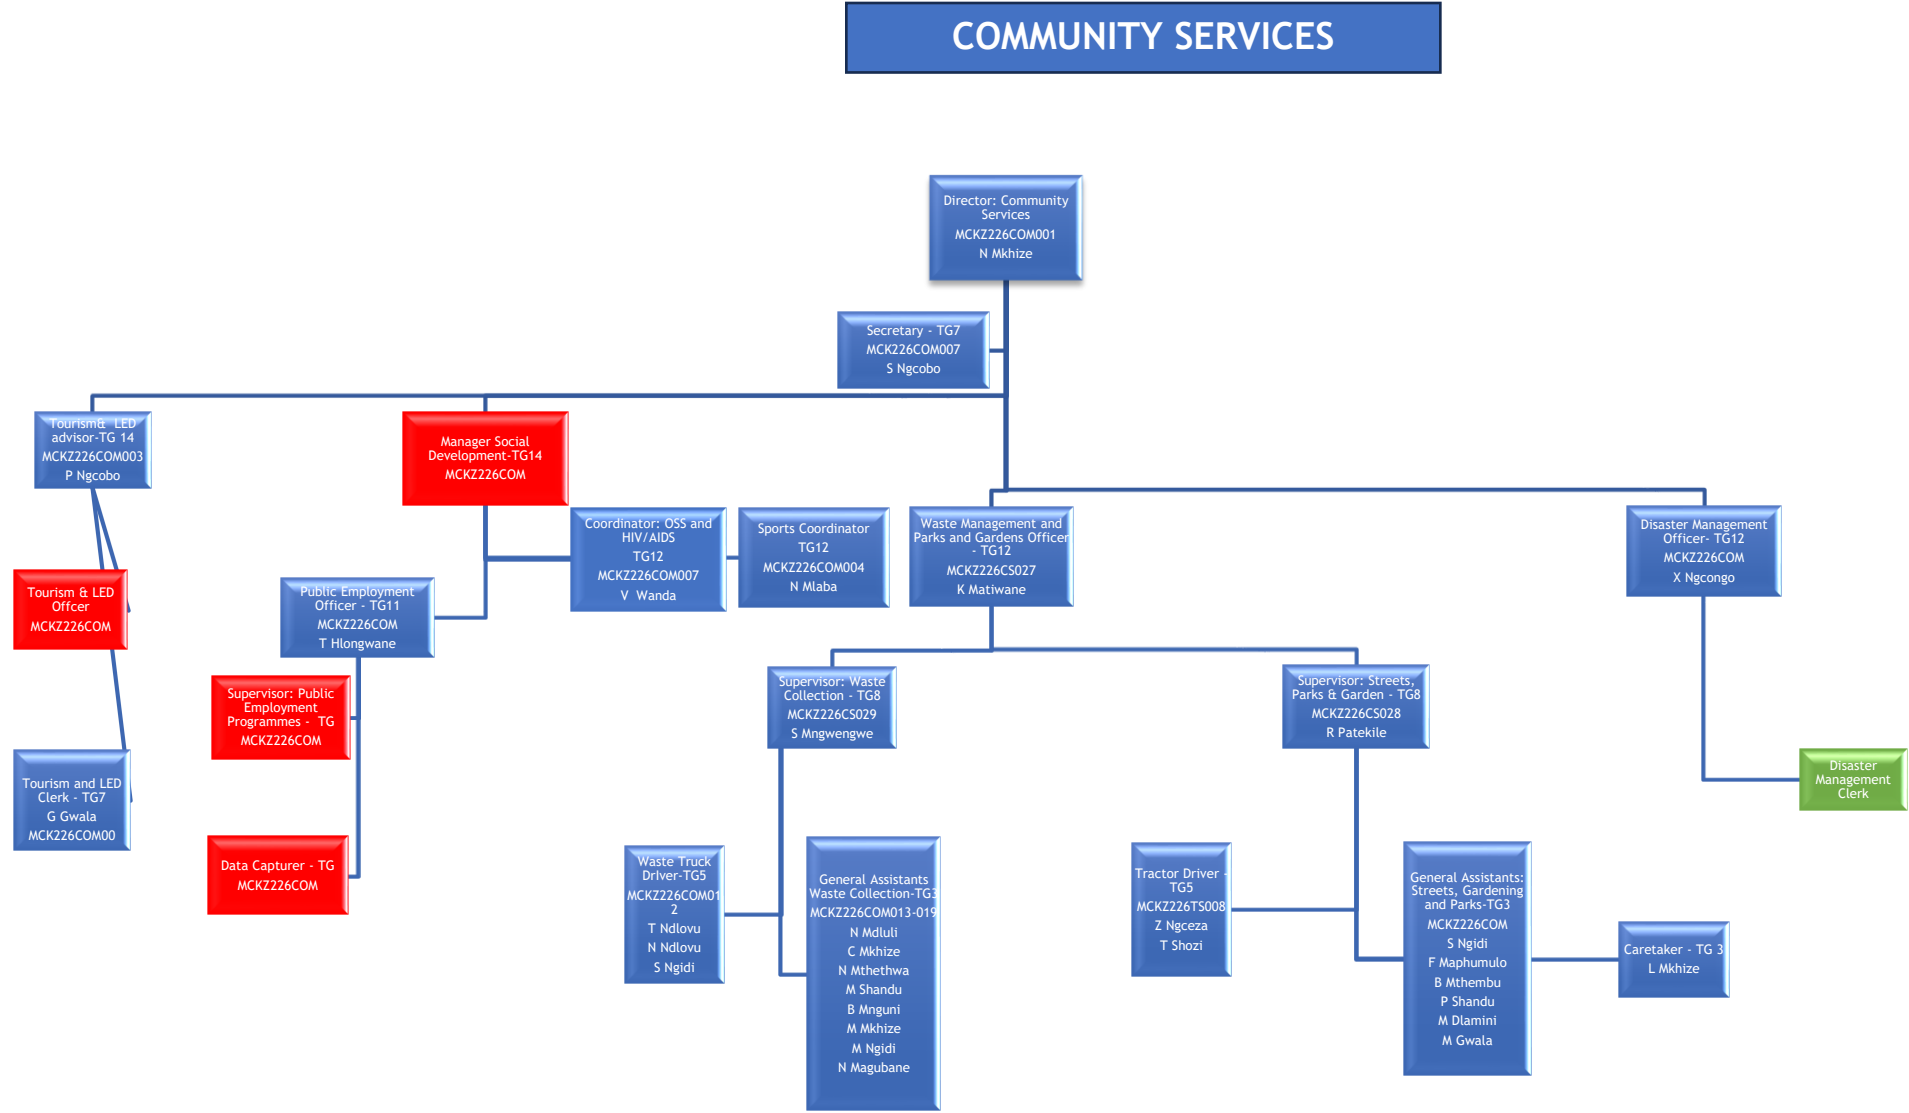 COMMUNITY SERVICES
Director: Community
Services
MCKZ226COM001
N Mkhize
Secretary - TG7
MCK226COM007
S Ngcobo
Tourism&  LED
advisor-TG 14
MCKZ226COM003
P Ngcobo
Manager Social
Development-TG14
MCKZ226COM
Coordinator: OSS and
HIV/AIDS
TG12
MCKZ226COM007
V  Wanda
Sports Coordinator
TG12
MCKZ226COM004
N Mlaba
Waste Management and
Parks and Gardens Officer
- TG12
MCKZ226CS027
K Matiwane
Disaster Management
Officer- TG12
MCKZ226COM
X Ngcongo
Tourism & LED
Offcer
MCKZ226COM
Public Employment
Officer - TG11
MCKZ226COM
T Hlongwane
Supervisor: Public
Employment
Programmes -  TG
MCKZ226COM
Supervisor: Waste
Collection - TG8
MCKZ226CS029
S Mngwengwe
Supervisor: Streets,
Parks & Garden - TG8
MCKZ226CS028
R Patekile
Tourism and LED
Clerk - TG7
G Gwala
MCK226COM00
Disaster
Management
Clerk
Data Capturer - TG
MCKZ226COM
Waste Truck
DrIver-TG5
MCKZ226COM01
2
T Ndlovu
N Ndlovu
S Ngidi
General Assistants
Waste Collection-TG3
MCKZ226COM013-019
N Mdluli
C Mkhize
N Mthethwa
M Shandu
B Mnguni
M Mkhize
M Ngidi
N Magubane
Tractor Driver -
TG5
MCKZ226TS008
Z Ngceza
T Shozi
General Assistants:
Streets, Gardening
and Parks-TG3
MCKZ226COM
S Ngidi
F Maphumulo
B Mthembu
P Shandu
M Dlamini
M Gwala
Caretaker - TG 3
L Mkhize